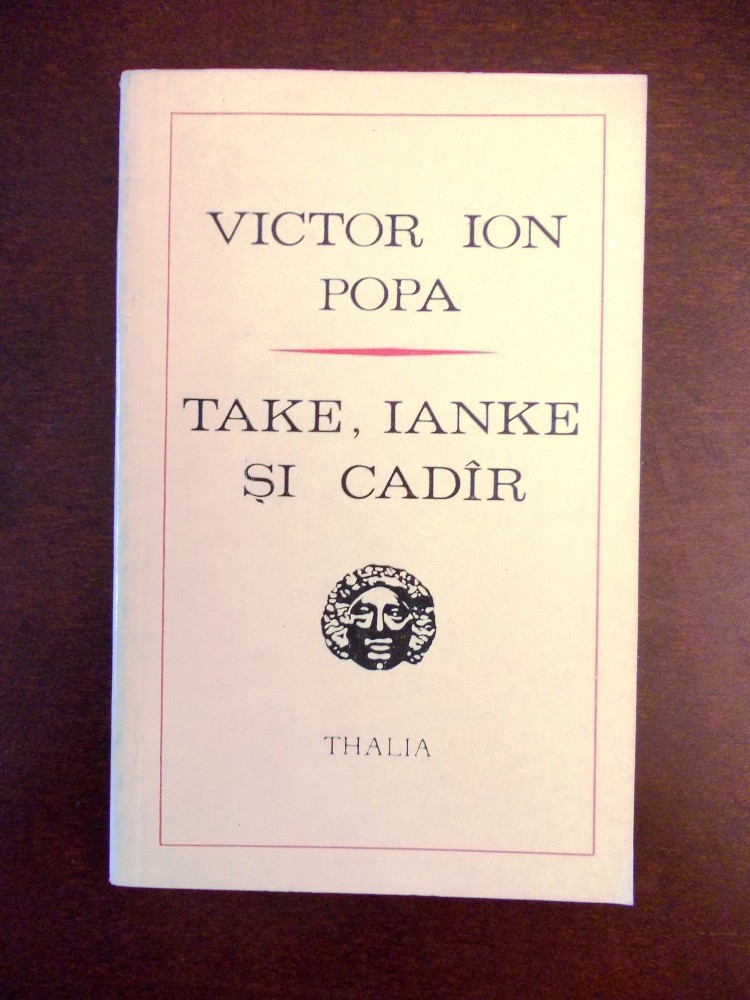 VICTOR ION
POPA
TAKE, IANKE
ȘI CADÎR
THALIA